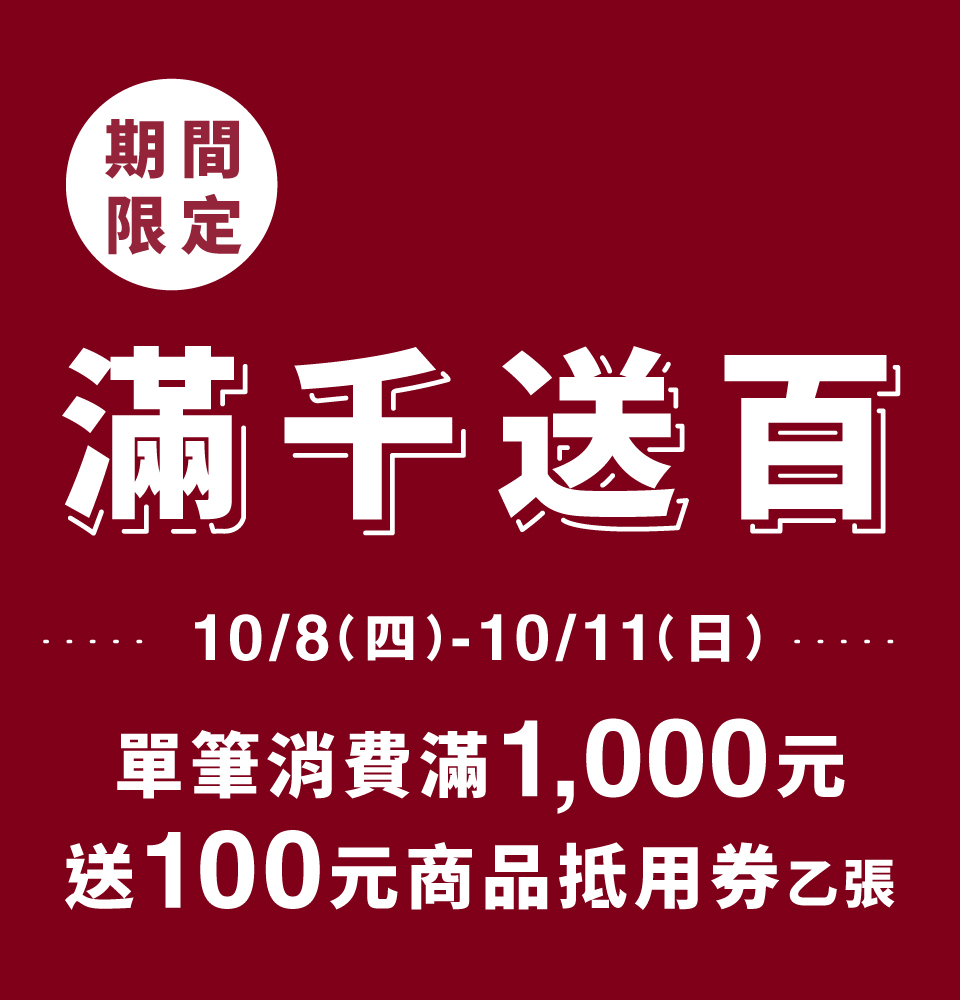 期間
限定
滿千送百
10/8(四)-10/11(日)
單筆消費滿1,000元
送100元商品抵用券乙張